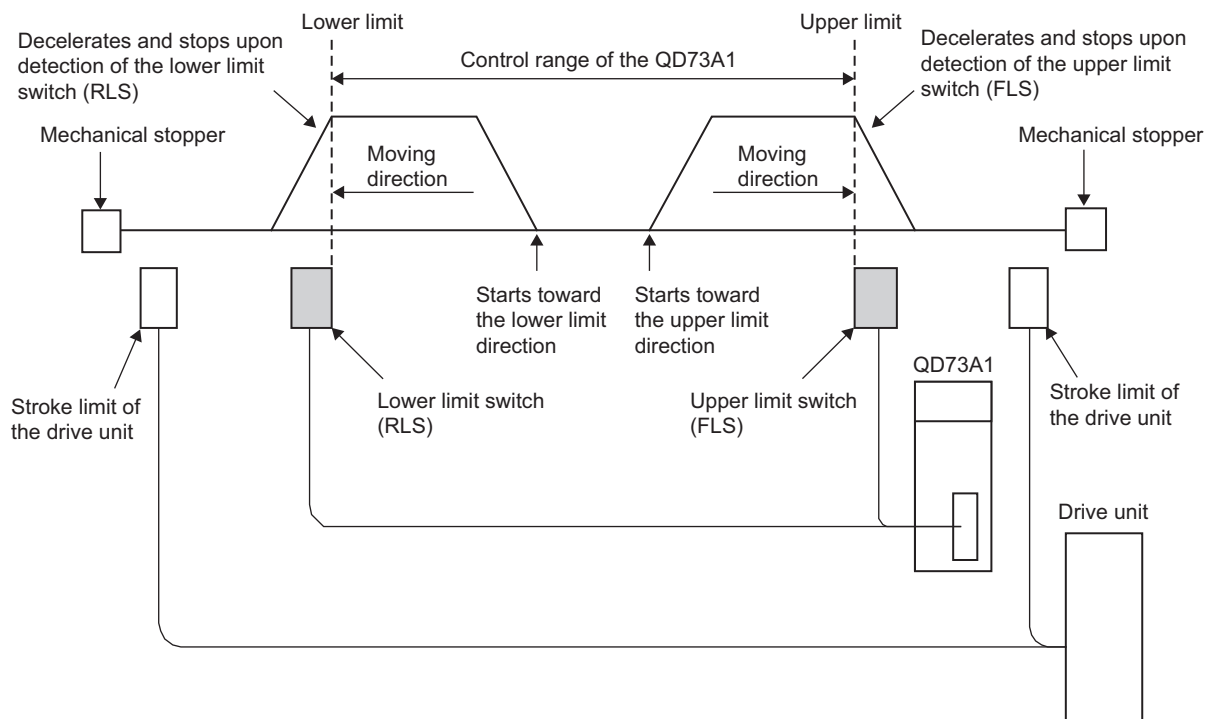 Lower limit
Upper limit
Decelerates and stops upon
detection of the lower limit
switch (RLS)
Control range of the QD73A1
Decelerates and stops upon
detection of the upper limit
switch (FLS)
Mechanical stopper
Moving
direction
Moving
direction
Mechanical stopper
Starts toward
the lower limit
direction
Starts toward
the upper limit
direction
QD73A1
Stroke limit of
the drive unit
Lower limit switch
(RLS)
Upper limit switch
(FLS)
Stroke limit of
the drive unit
Drive unit